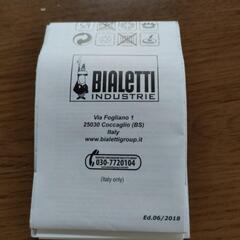 BIALETTI
INDUSTRIE
Via Fogliano 1
25030 Coccaglio (BS)
Italy
www.bialettigroup.it
030-7720104
(Italy only)
Ed.06/2018